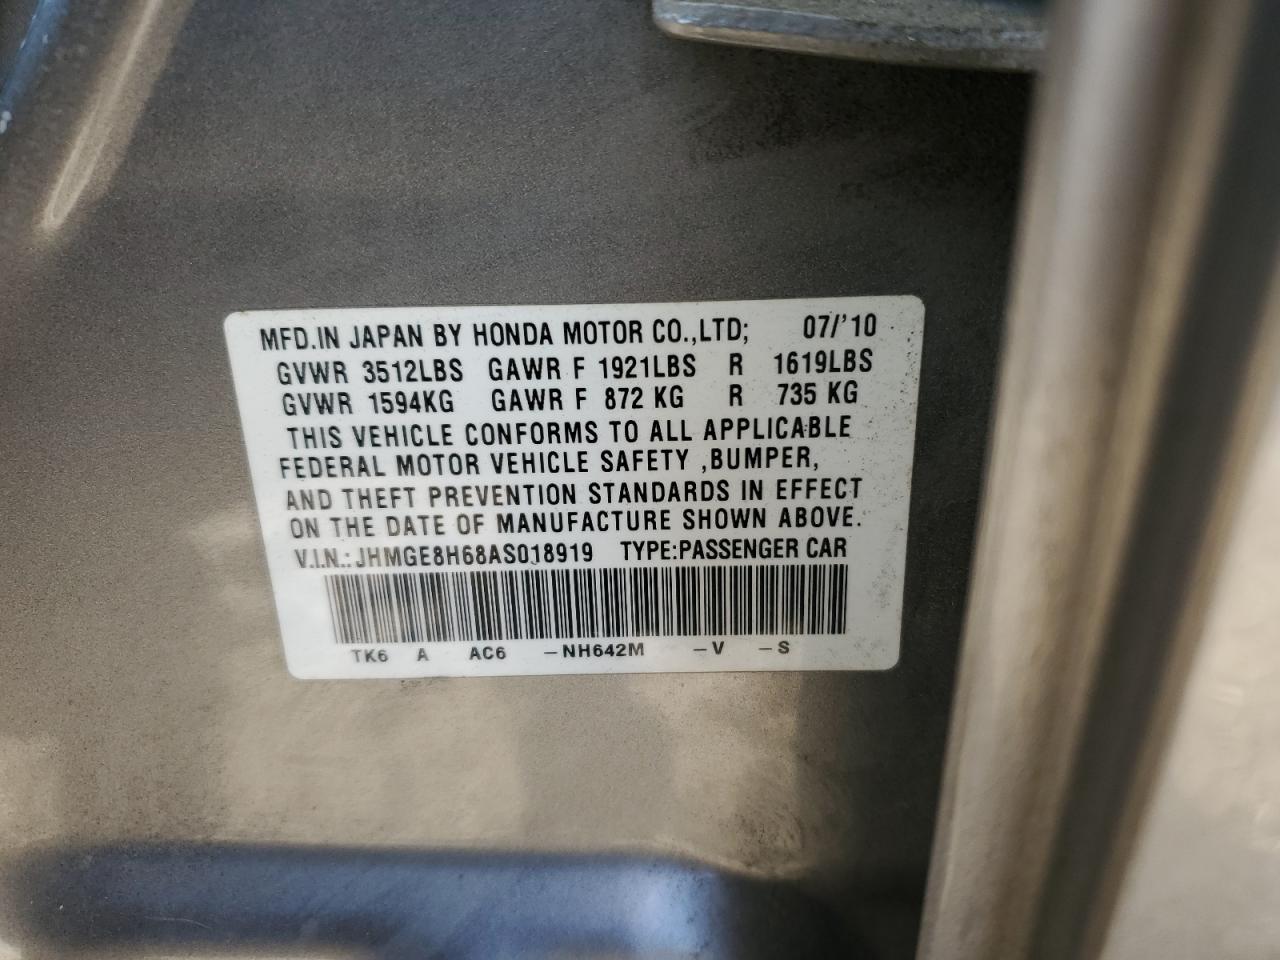 MFD.IN JAPAN BY HONDA MOTOR CO.,LTD; 07/'10
GVWR 3512LBS GAWR F 1921LBS R 1619LBS
GVWR 1594KG GAWR F 872 KG R 735 KG
THIS VEHICLE CONFORMS TO ALL APPLICABLE
FEDERAL MOTOR VEHICLE SAFETY ,BUMPER,
AND THEFT PREVENTION STANDARDS IN EFFECT
ON THE DATE OF MANUFACTURE SHOWN ABOVE.
V.I.N.: JHMGE8H68AS018919 TYPE:PASSENGER CAR
TK6 A AC6 -NH642M -V -S